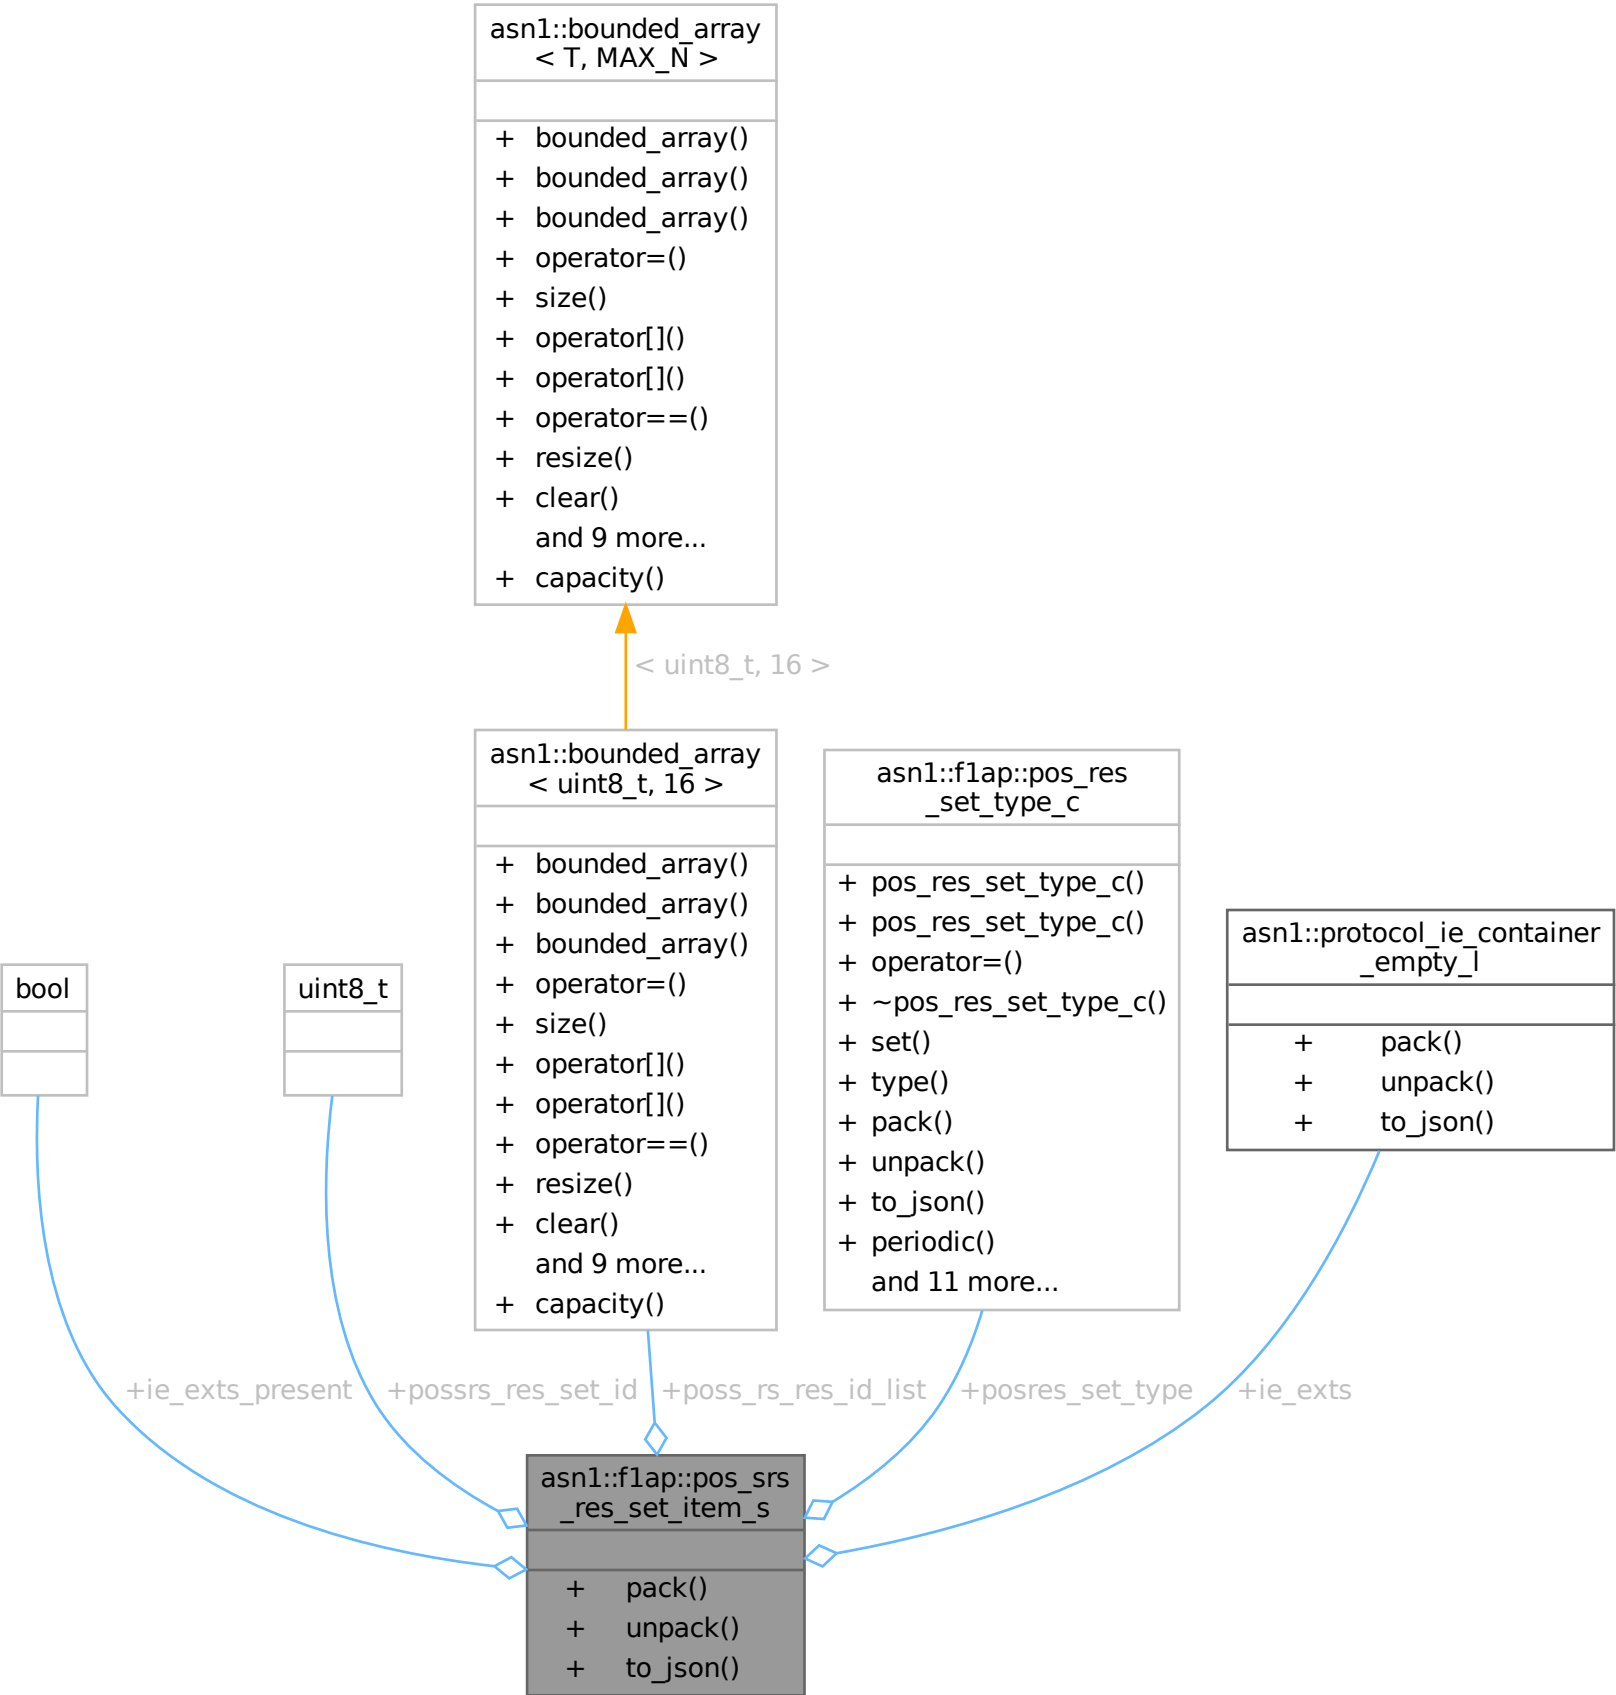 asn1::bounded_array
< T, MAX_N >
+ bounded_array()
+ bounded_array()
+ bounded_array()
+ operator=()
+ size()
+ operator[]()
+ operator[]()
+ operator==()
+ resize()
+ clear()
and 9 more...
+ capacity()
< uint8_t, 16 >
asn1::bounded_array
< uint8_t, 16 >
+ bounded_array()
+ bounded_array()
+ bounded_array()
+ operator=()
+ size()
+ operator[]()
+ operator[]()
+ operator==()
+ resize()
+ clear()
and 9 more...
+ capacity()
asn1::f1ap::pos_res
_set_type_c
+ pos_res_set_type_c()
+ pos_res_set_type_c()
+ operator=()
+ ~pos_res_set_type_c()
+ set()
+ type()
+ pack()
+ unpack()
+ to_json()
+ periodic()
and 11 more...
asn1::protocol_ie_container
_empty_l
+ pack()
+ unpack()
+ to_json()
bool
uint8_t
+ie_exts_present
+possrs_res_set_id
+poss_rs_res_id_list
+posres_set_type
+ie_exts
asn1::f1ap::pos_srs
_res_set_item_s
+ pack()
+ unpack()
+ to_json()